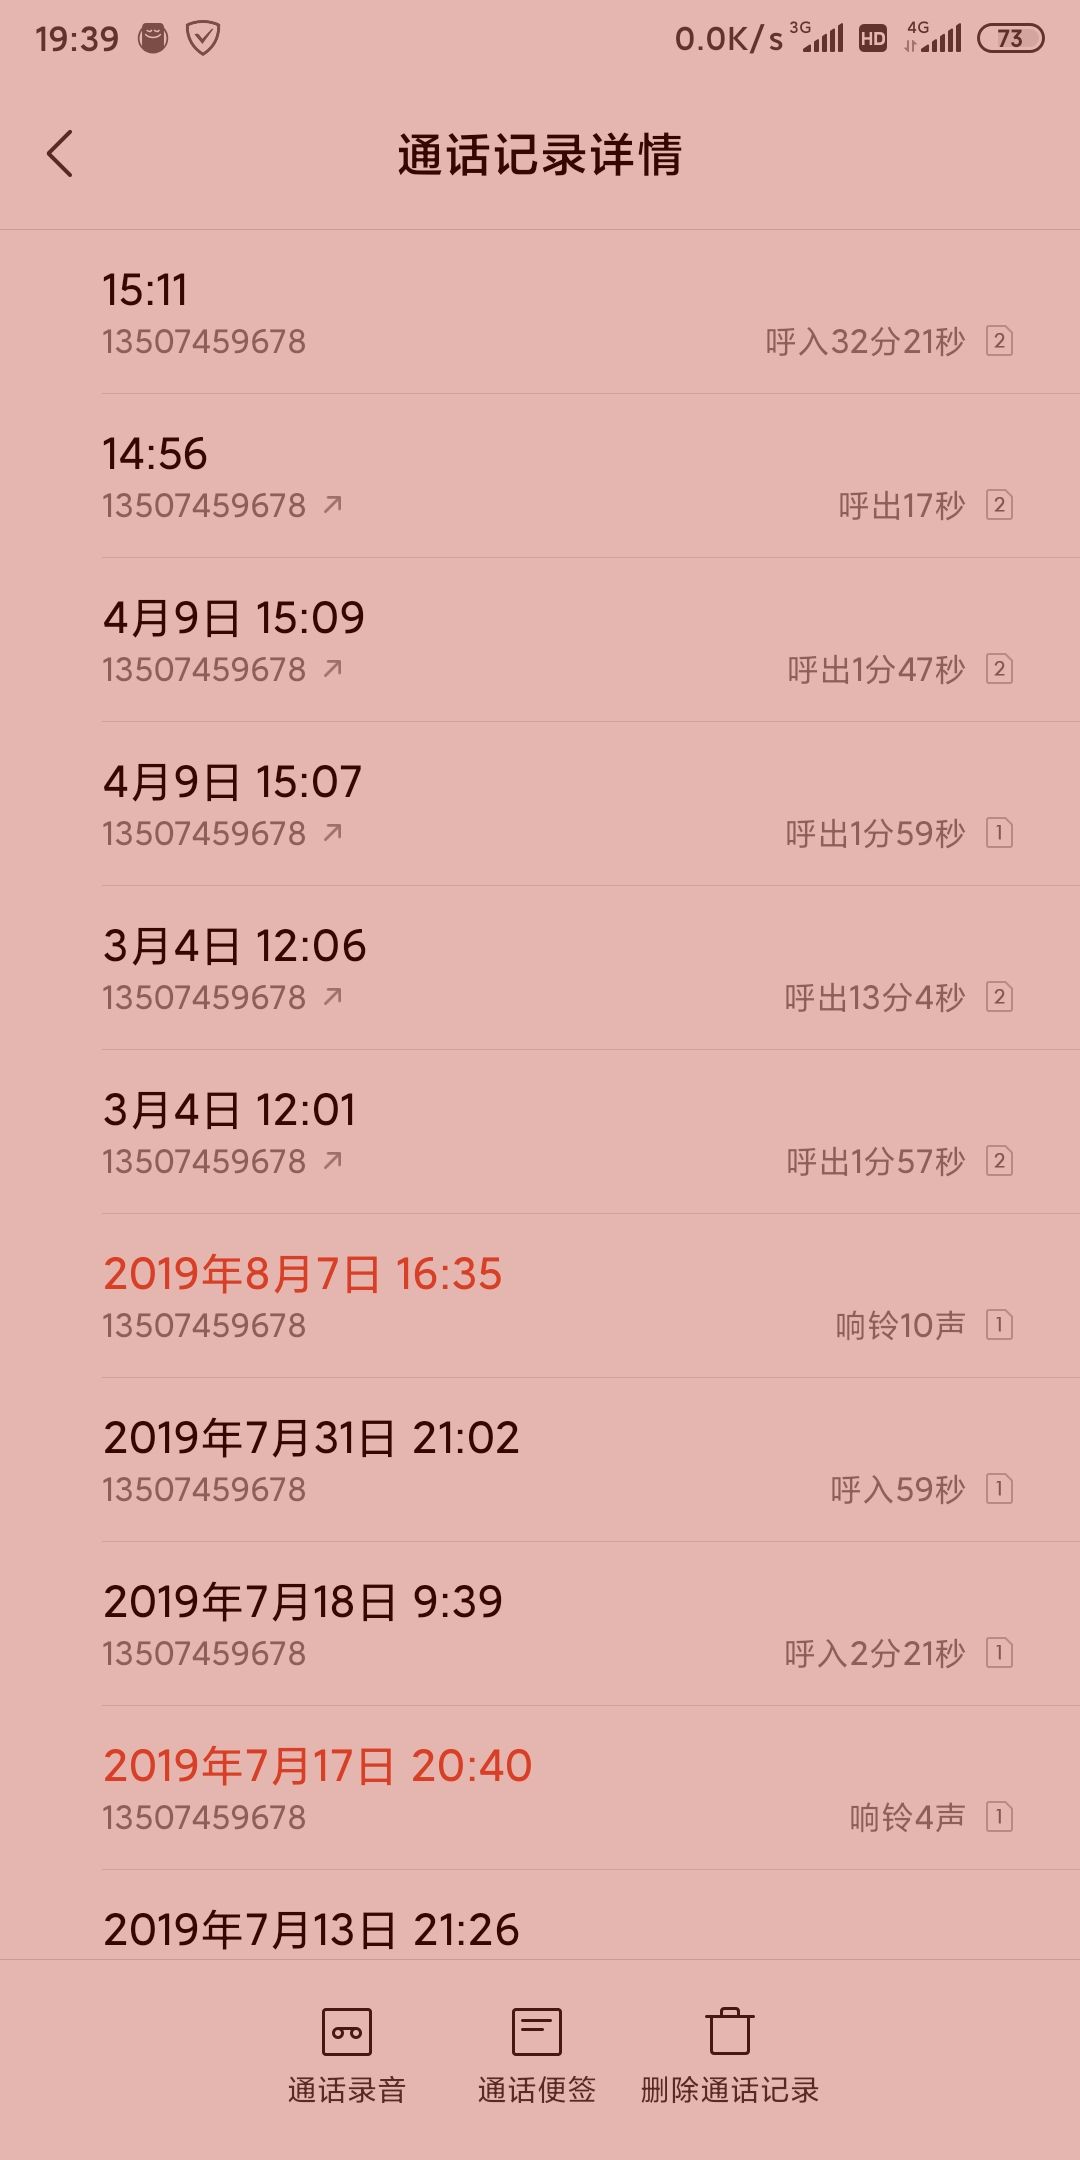 19:39 0.0K/s 3G HD 4G 73
通话记录详情
15:11
13507459678 呼入32分21秒 2
14:56
13507459678 呼出17秒 2
4月9日 15:09
13507459678 呼出1分47秒 2
4月9日 15:07
13507459678 呼出1分59秒 1
3月4日 12:06
13507459678 呼出13分4秒 2
3月4日 12:01
13507459678 呼出1分57秒 2
2019年8月7日 16:35
13507459678 响铃10声 1
2019年7月31日 21:02
13507459678 呼入59秒 1
2019年7月18日 9:39
13507459678 呼入2分21秒 1
2019年7月17日 20:40
13507459678 响铃4声 1
2019年7月13日 21:26
通话录音 通话便签 删除通话记录